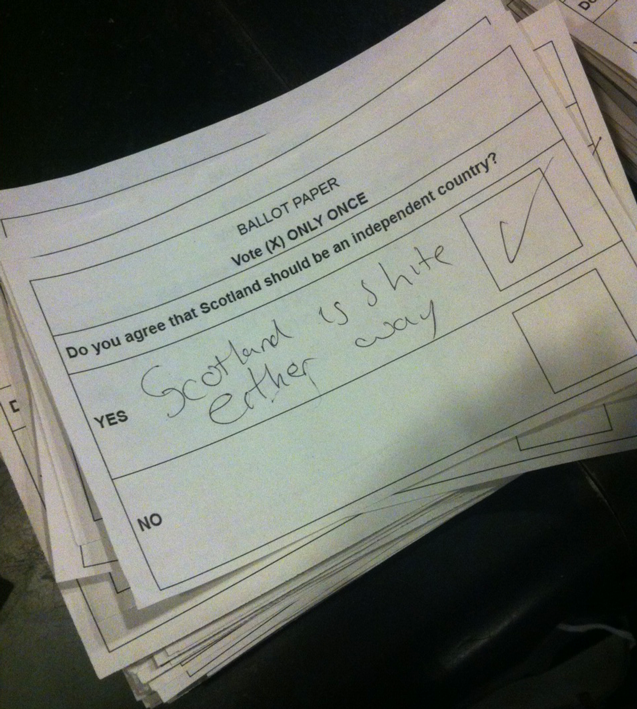 BALLOT PAPER
Vote (X) ONLY ONCE
Do you agree that Scotland should be an independent country?
YES
Scotland is shite
either way
NO